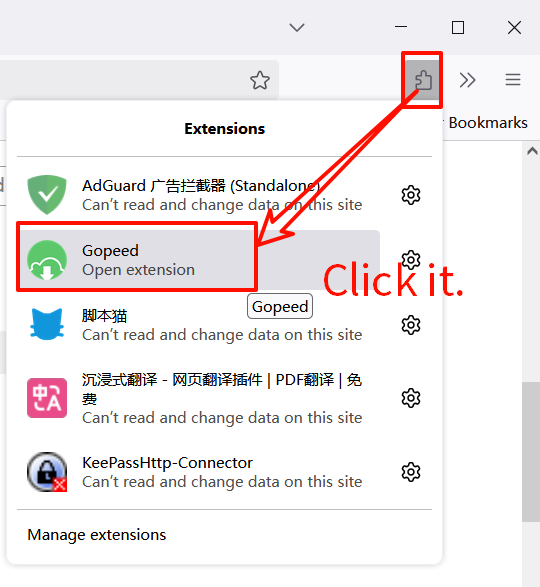 Bookmarks
Extensions
AdGuard 广告拦截器 (Standalone)
Can't read and change data on this site
Gopeed
Open extension
Click it.
Gopeed
脚本猫
Can't read and change data on this site
沉浸式翻译 - 网页翻译插件 | PDF翻译 | 免
费
Can't read and change data on this site
KeePassHttp-Connector
Can't read and change data on this site
Manage extensions